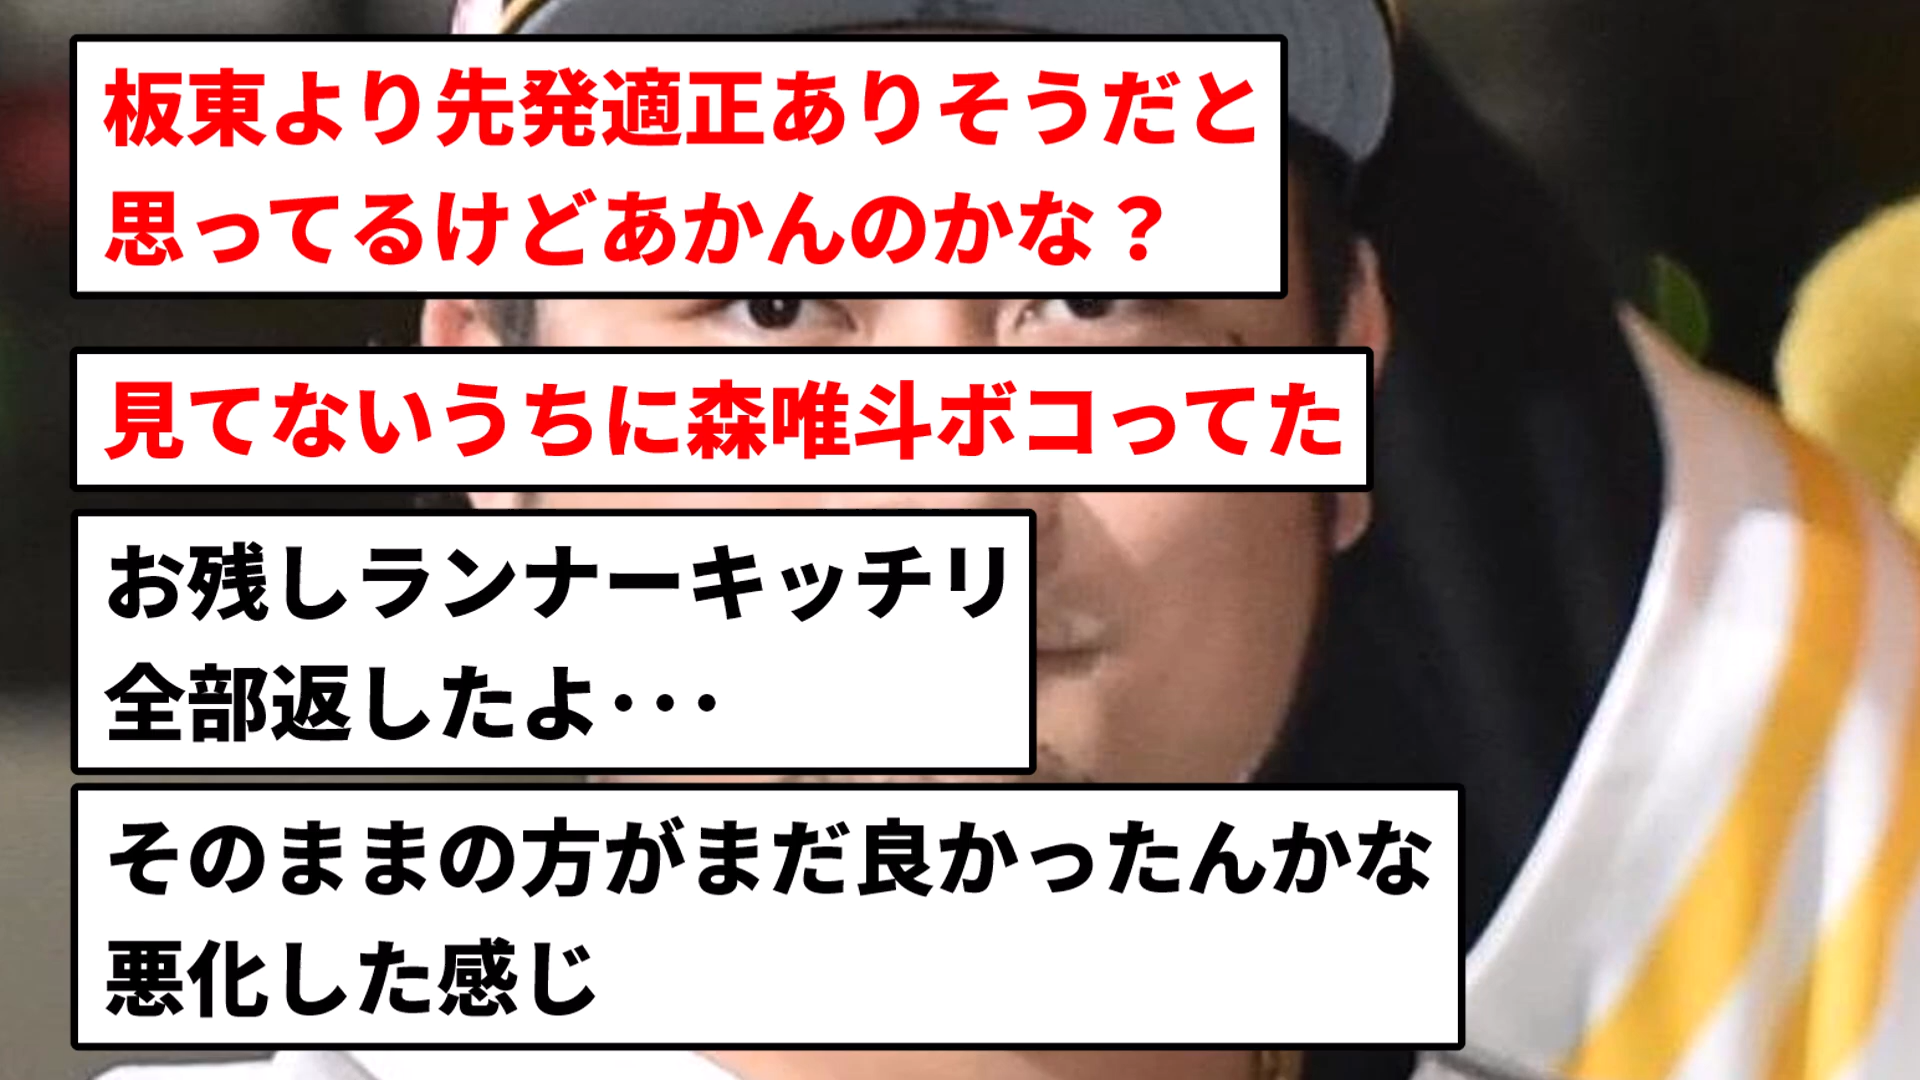 板東より先発適正ありそうだと
思ってるけどあかんのかな？
見てないうちに森唯斗ボコってた
お残しランナーキッチリ
全部返したよ･･･
そのままの方がまだ良かったんかな
悪化した感じ